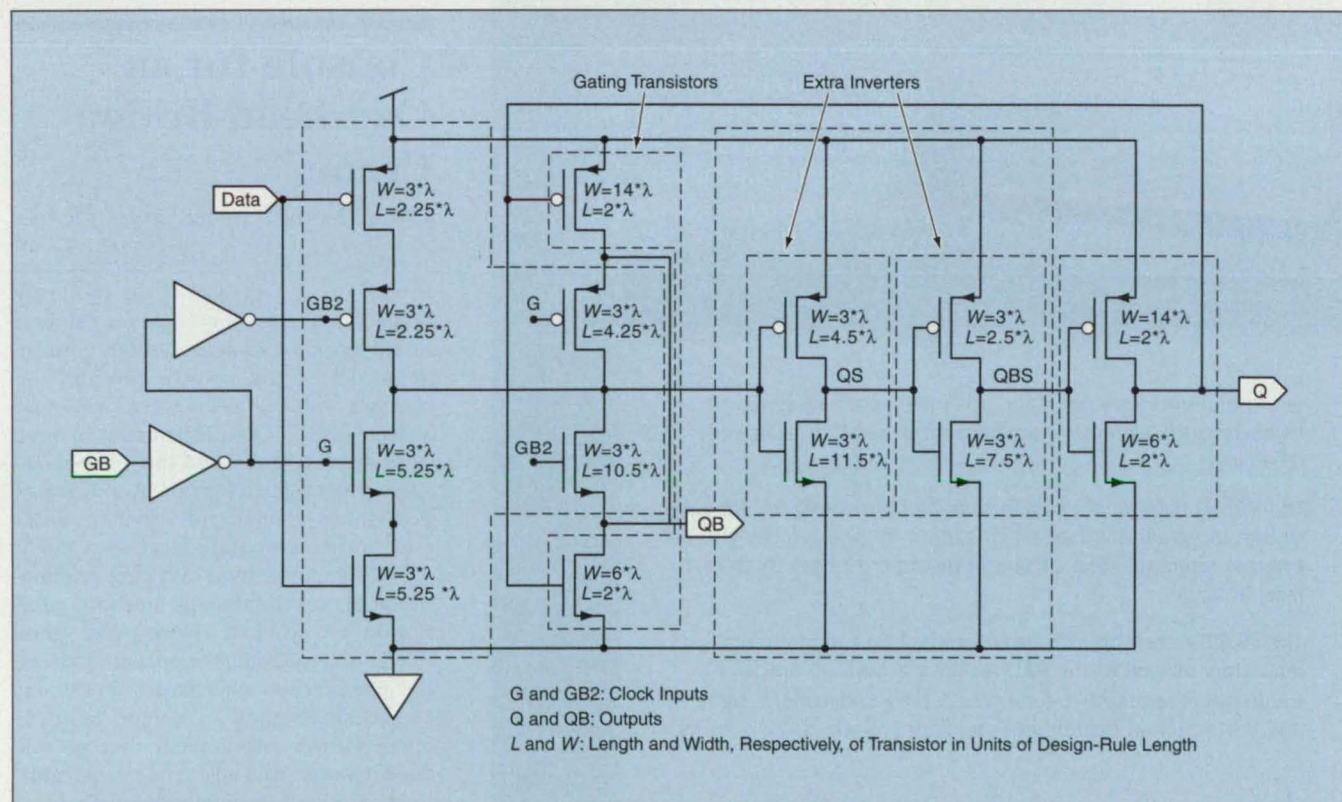 Gating Transistors
Extra Inverters
Data
W=3*λ
L=2.25*λ
W=14*λ
L=2*λ
GB2
W=3*λ
L=2.25*λ
G
W=3*λ
L=4.25*λ
W=3*λ
L=4.5*λ
W=3*λ
L=2.5*λ
W=14*λ
L=2*λ
QS
QBS
Q
GB
G
W=3*λ
L=5.25*λ
GB2
W=3*λ
L=10.5*λ
W=3*λ
L=11.5*λ
W=3*λ
L=7.5*λ
W=6*λ
L=2*λ
QB
W=3*λ
L=5.25 *λ
W=6*λ
L=2*λ
G and GB2: Clock Inputs
Q and QB: Outputs
L and W: Length and Width, Respectively, of Transistor in Units of Design-Rule Length